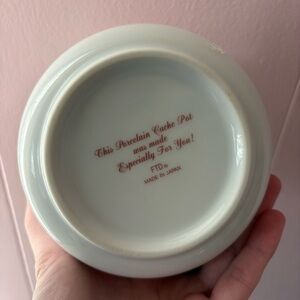 This Porcelain Cache Pot
was made
Especially For You!
FTD®
MADE IN JAPAN